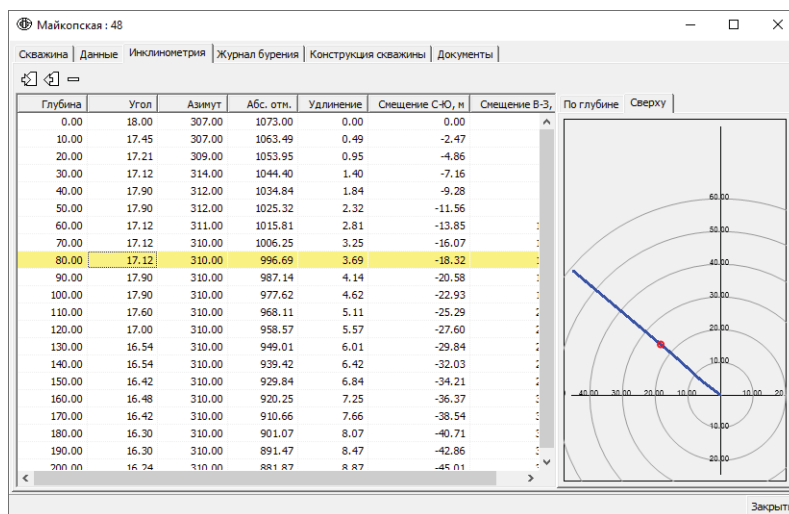 Майкопская : 48
Скважина Данные Инклинометрия Журнал бурения Конструкция скважины Документы
Глубина Угол Азимут Абс. отм. Удлинение Смещение С-Ю, м Смещение В-З, По глубине Сверху
0.00 18.00 307.00 1073.00 0.00 0.00
10.00 17.45 307.00 1063.49 0.49 -2.47
20.00 17.21 309.00 1053.95 0.95 -4.86
30.00 17.12 314.00 1044.40 1.40 -7.16
40.00 17.90 312.00 1034.84 1.84 -9.28
50.00 17.90 312.00 1025.32 2.32 -11.56
60.00 17.12 311.00 1015.81 2.81 -13.85
70.00 17.12 310.00 1006.25 3.25 -16.07
80.00 17.12 310.00 996.69 3.69 -18.32
90.00 17.90 310.00 987.14 4.14 -20.58
100.00 17.90 310.00 977.62 4.62 -22.93
110.00 17.60 310.00 968.11 5.11 -25.29
120.00 17.00 310.00 958.57 5.57 -27.60
130.00 16.54 310.00 949.01 6.01 -29.84
140.00 16.54 310.00 939.42 6.42 -32.03
150.00 16.42 310.00 929.84 6.84 -34.21
160.00 16.48 310.00 920.25 7.25 -36.37
170.00 16.42 310.00 910.66 7.66 -38.54
180.00 16.30 310.00 901.07 8.07 -40.71
190.00 16.30 310.00 891.47 8.47 -42.86
200.00 16.24 310.00 881.87 8.87 -45.01
60.00
50.00
40.00
30.00
20.00
10.00
40.00 30.00 20.00 10.00 10.00 20
10.00
20.00
Закрыть